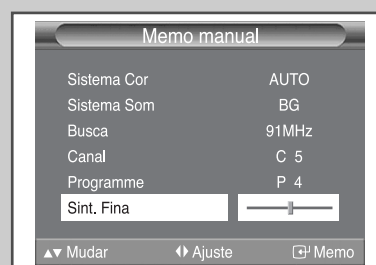 Memo manual
Sistema Cor AUTO
Sistema Som BG
Busca 91MHz
Canal C 5
Programme P 4
Sint. Fina
▲▼ Mudar ◀▶ Ajuste Memo